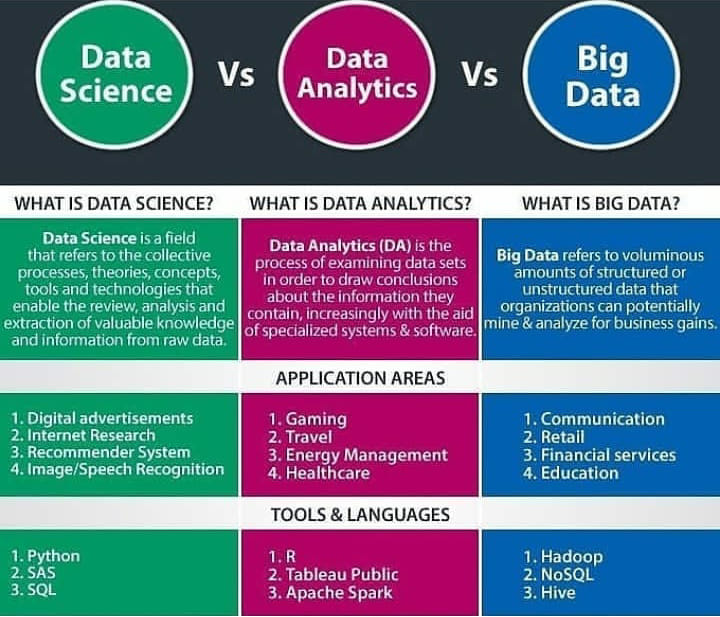 Data
Science
Vs
Data
Analytics
Vs
Big
Data
WHAT IS DATA SCIENCE?
Data Science is a field
that refers to the collective
processes, theories, concepts,
tools and technologies that
enable the review, analysis and
extraction of valuable knowledge
and information from raw data.
WHAT IS DATA ANALYTICS?
Data Analytics (DA) is the
process of examining data sets
in order to draw conclusions
about the information they
contain, increasingly with the aid
of specialized systems & software.
WHAT IS BIG DATA?
Big Data refers to voluminous
amounts of structured or
unstructured data that
organizations can potentially
mine & analyze for business gains.
APPLICATION AREAS
1. Digital advertisements
2. Internet Research
3. Recommender System
4. Image/Speech Recognition
1. Gaming
2. Travel
3. Energy Management
4. Healthcare
1. Communication
2. Retail
3. Financial services
4. Education
TOOLS & LANGUAGES
1. Python
2. SAS
3. SQL
1. R
2. Tableau Public
3. Apache Spark
1. Hadoop
2. NoSQL
3. Hive